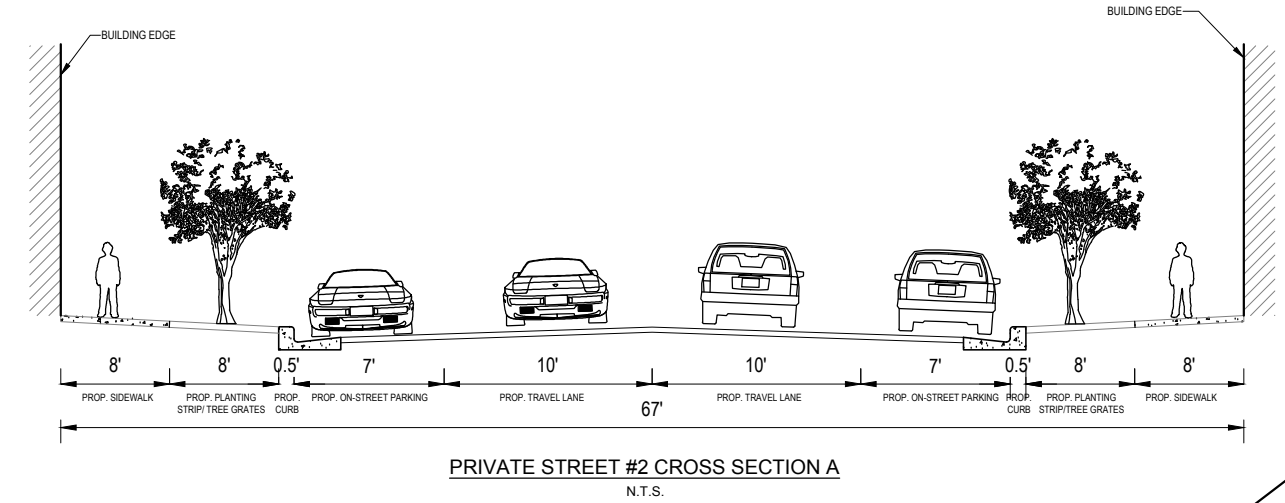 BUILDING EDGE
BUILDING EDGE
8'
8'
0.5'
7'
10'
10'
7'
0.5'
8'
8'
PROP. SIDEWALK
PROP. PLANTING
STRIP/ TREE GRATES
PROP.
CURB
PROP. ON-STREET PARKING
PROP. TRAVEL LANE
PROP. TRAVEL LANE
PROP. ON-STREET PARKING
PROP.
CURB
PROP. PLANTING
STRIP/TREE GRATES
PROP. SIDEWALK
67'
PRIVATE STREET #2 CROSS SECTION A
N.T.S.